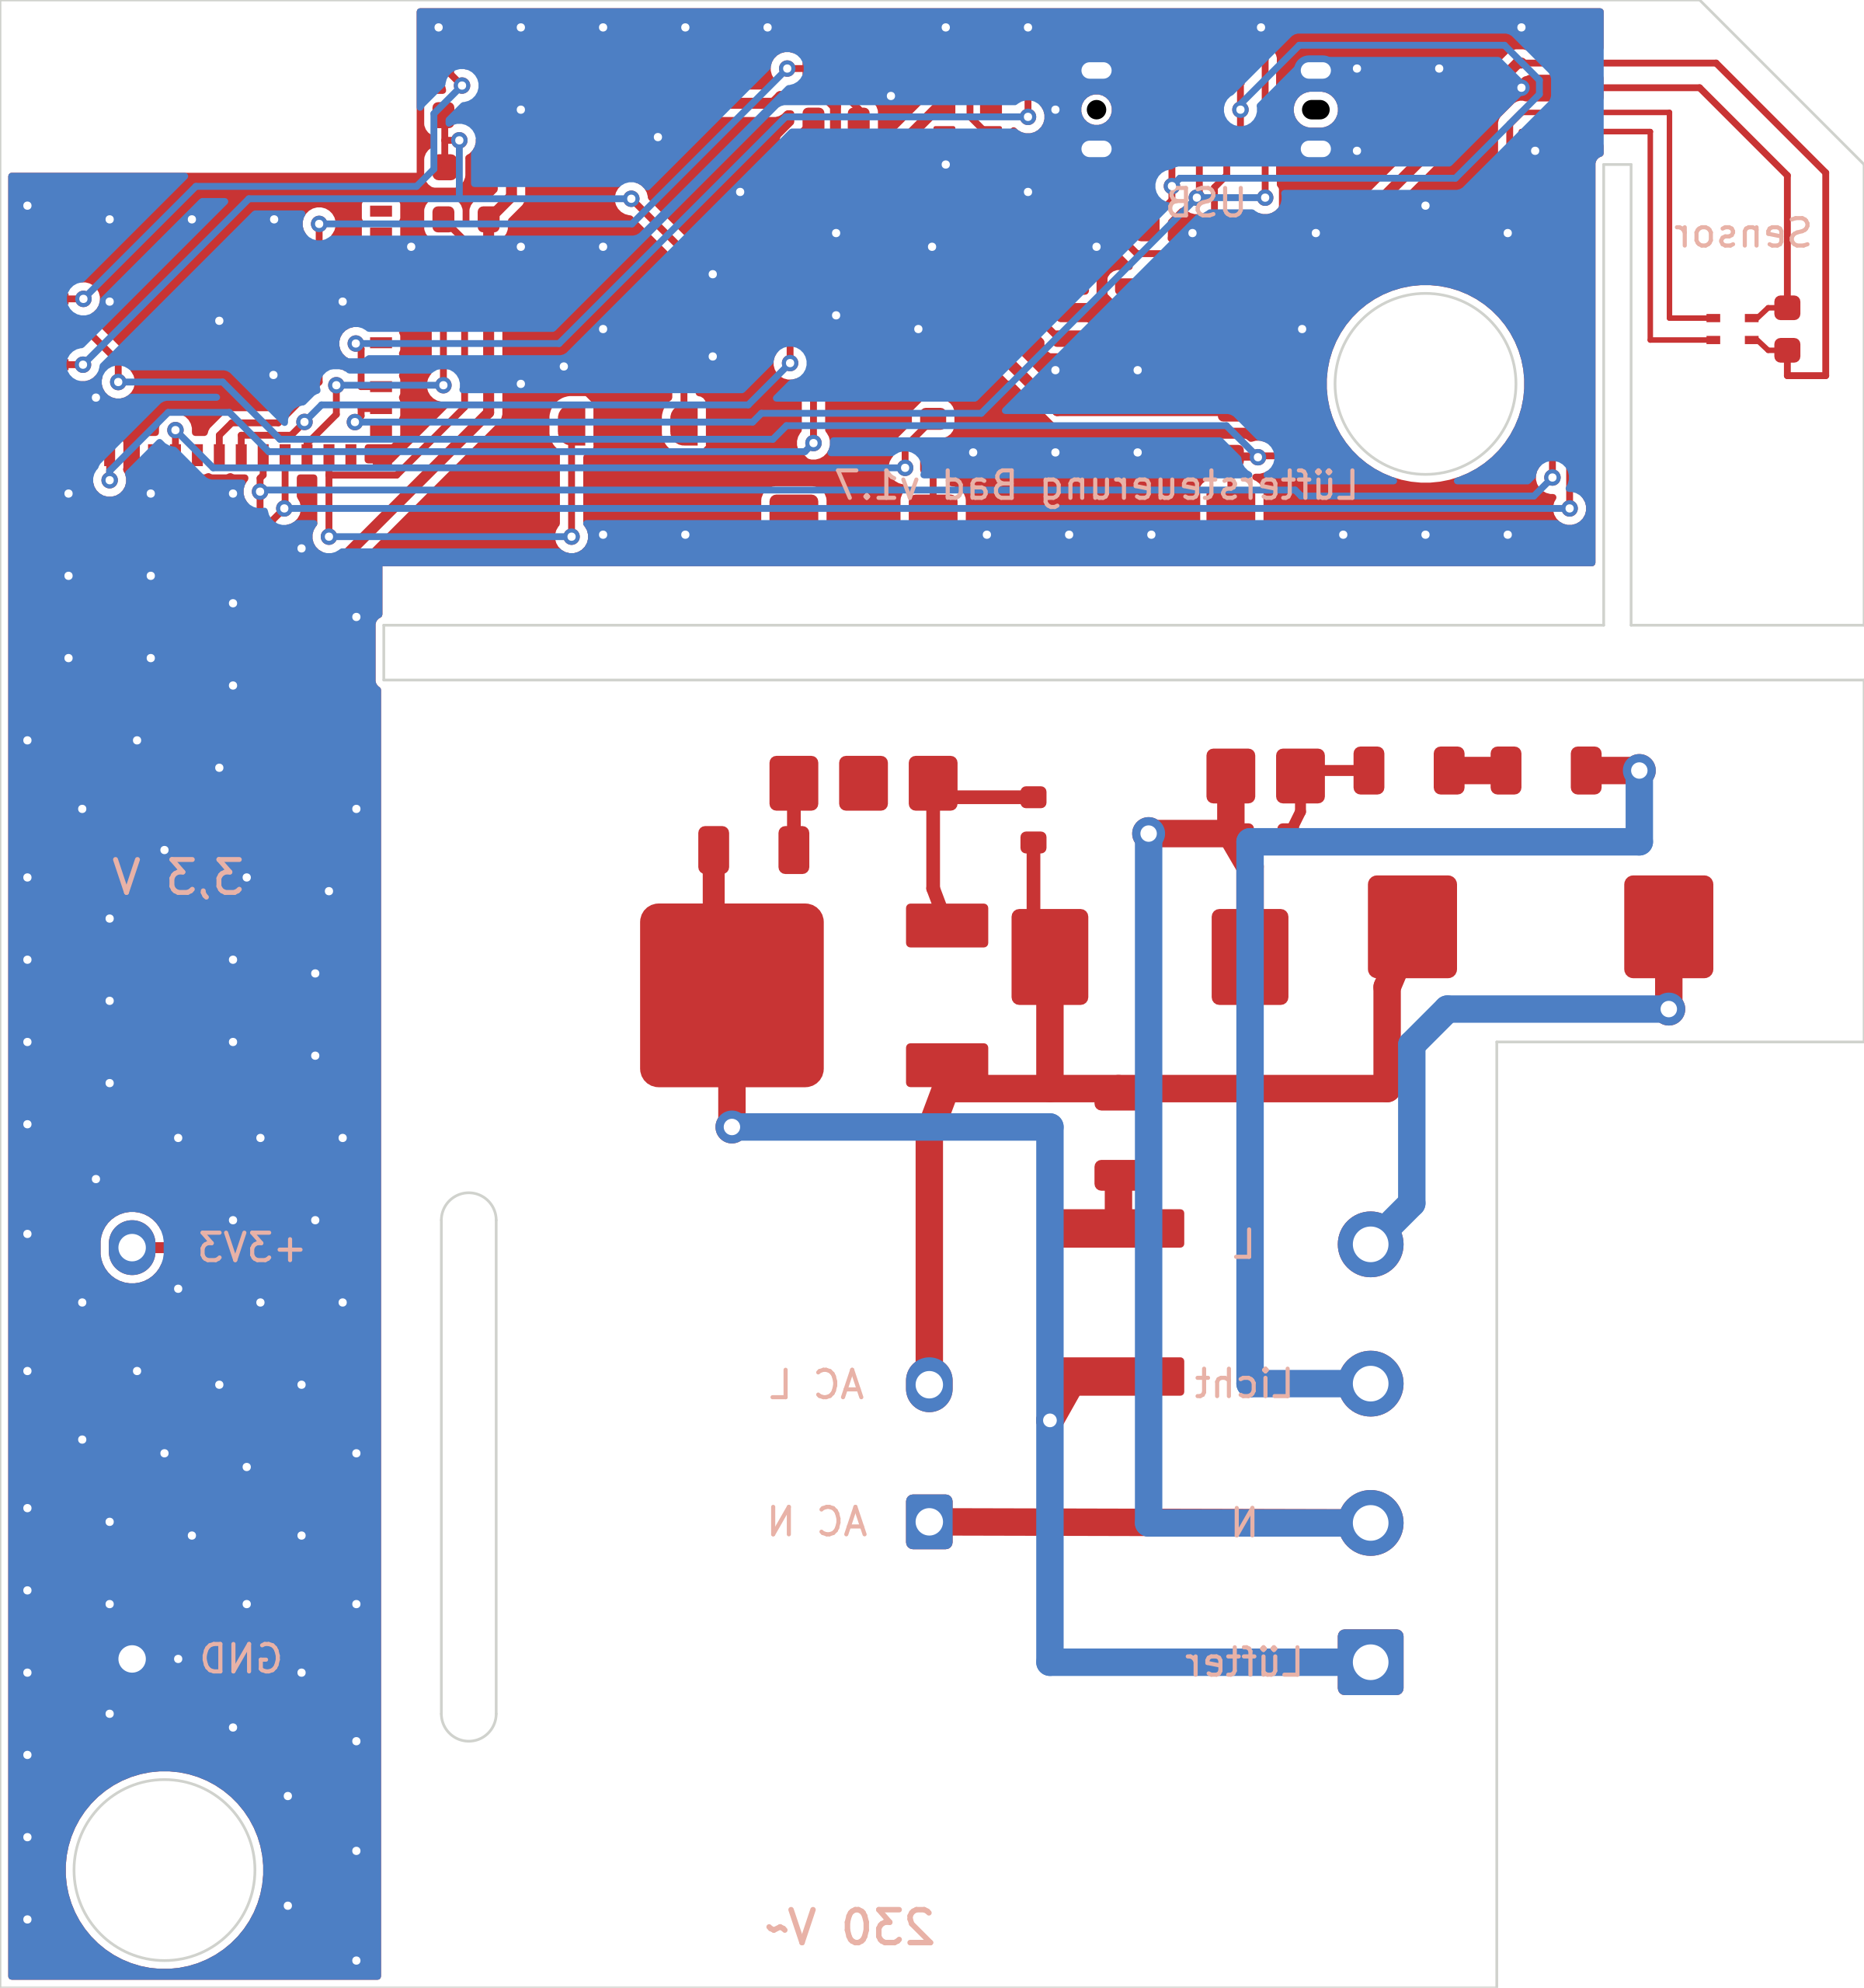 USB
Sensor
Lüftersteuerung Bad v1.7
3,3 V
+3V3
L
AC L
Licht
AC N
N
GND
Lüfter
230 V ~